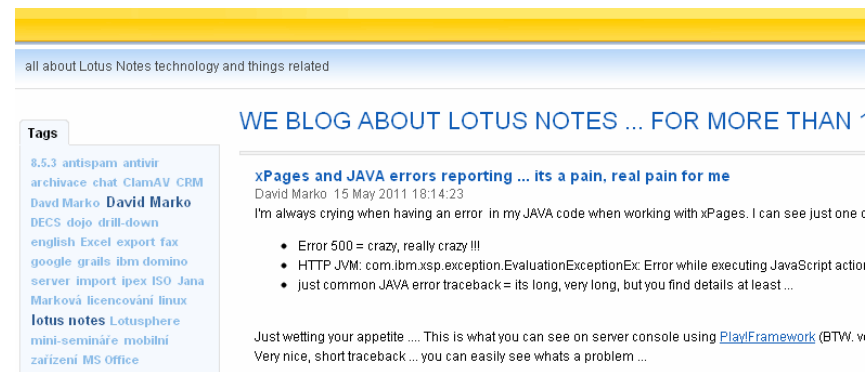 all about Lotus Notes technology and things related
Tags
8.5.3 antispam antivir
archivace chat ClamAV CRM
Davd Marko David Marko
DECS dojo drill-down
english Excel export fax
google grails ibm domino
server import ipex ISO Jana
Marková licencování linux
lotus notes Lotusphere
mini-semináře mobilní
zařízení MS Office
WE BLOG ABOUT LOTUS NOTES ... FOR MORE THAN
xPages and JAVA errors reporting ... its a pain, real pain for me
David Marko 15 May 2011 18:14:23
I'm always crying when having an error in my JAVA code when working with xPages. I can see just one
Error 500 = crazy, really crazy !!!
HTTP JVM: com.ibm.xsp.exception.EvaluationExceptionEx: Error while executing JavaScript action
just common JAVA error traceback = its long, very long, but you find details at least ...
Just wetting your appetite .... This is what you can see on server console using Play!Framework (BTW.
Very nice, short traceback ... you can easily see whats a problem ...